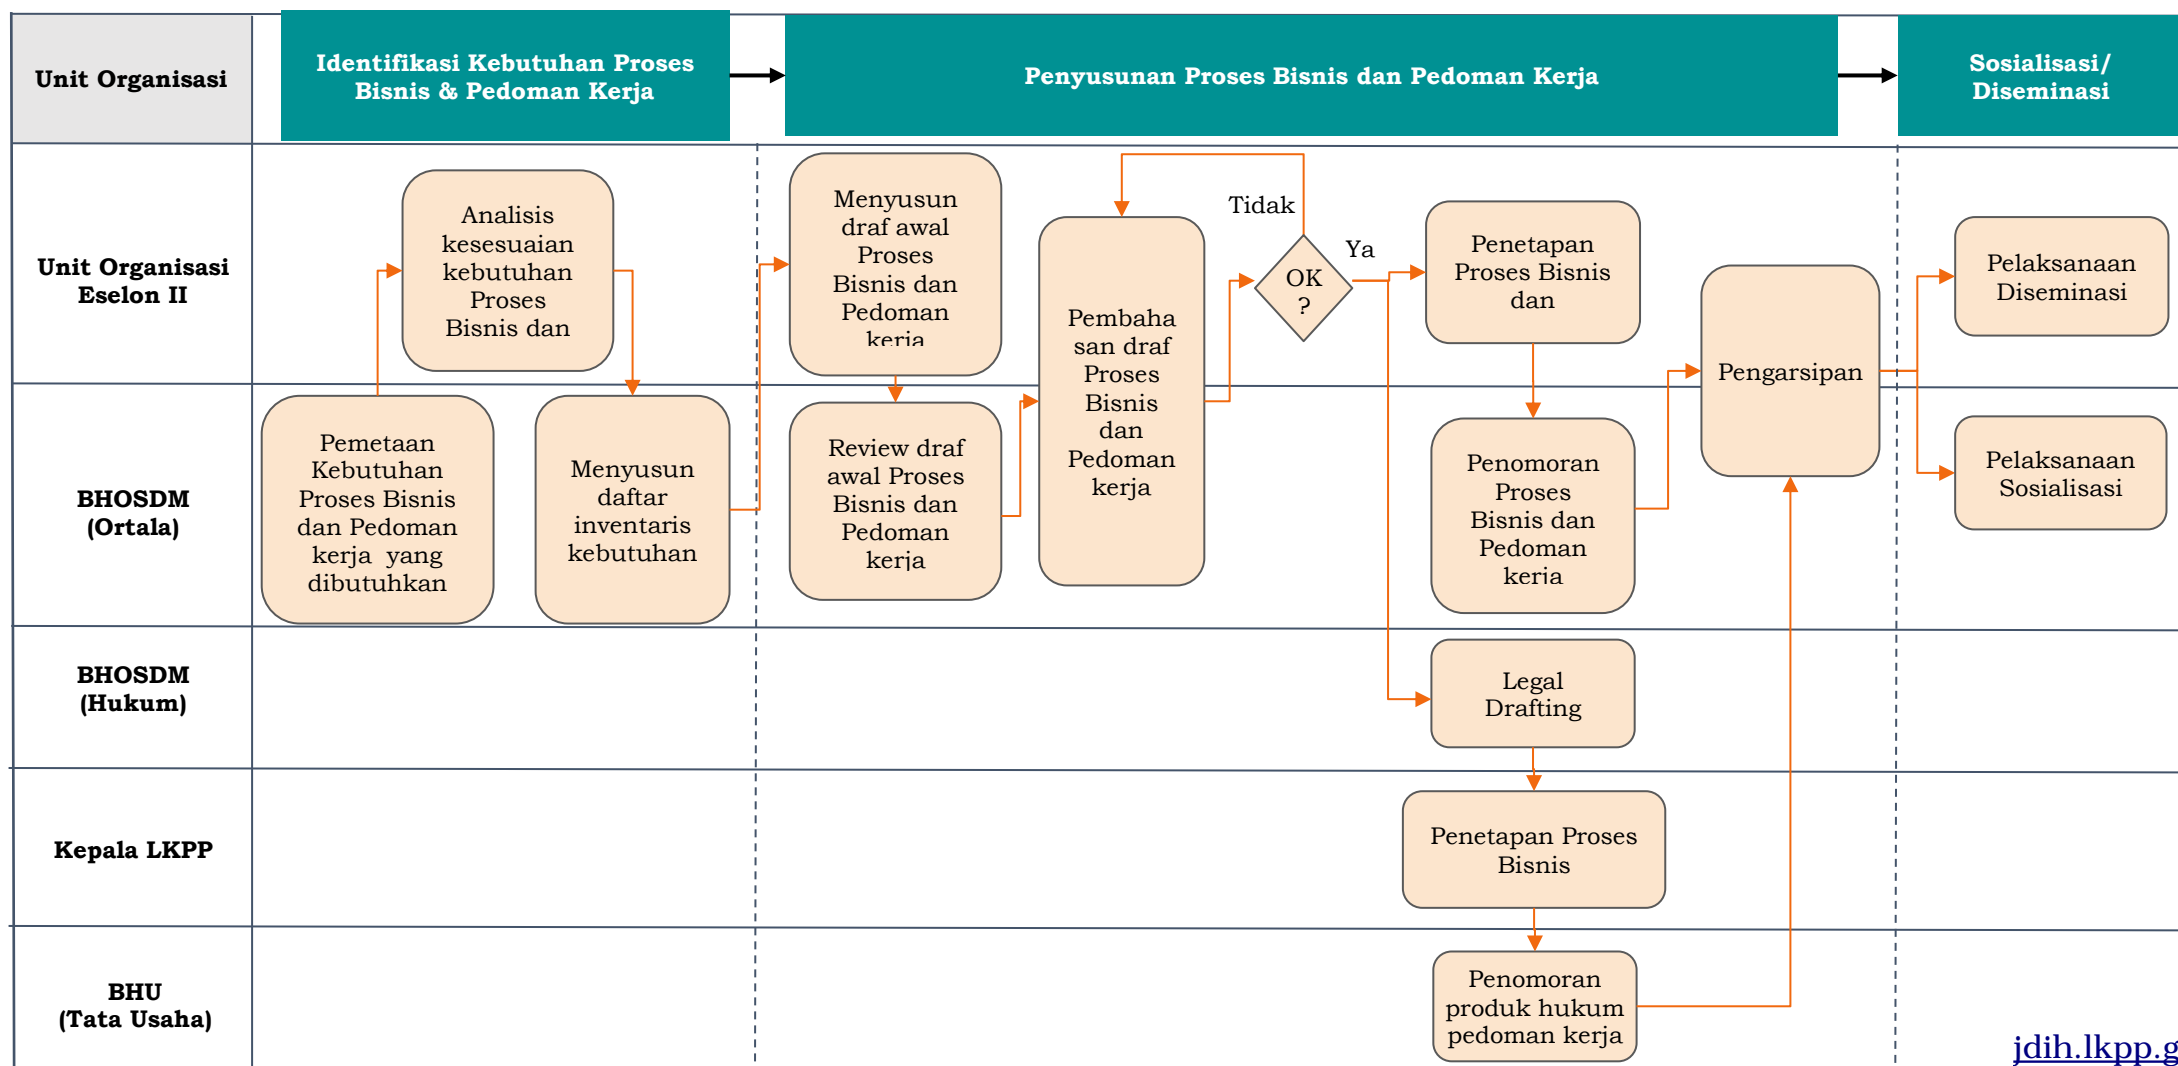 Unit Organisasi
Identifikasi Kebutuhan Proses
Bisnis & Pedoman Kerja
Penyusunan Proses Bisnis dan Pedoman Kerja
Sosialisasi/
Diseminasi
Unit Organisasi
Eselon II
Analisis
kesesuaian
kebutuhan
Proses
Bisnis dan
Menyusun
draf awal
Proses
Bisnis dan
Pedoman
kerja
Pembaha
san draf
Proses
Bisnis
dan
Pedoman
kerja
Tidak
OK
?
Ya
Penetapan
Proses Bisnis
dan
Pengarsipan
Pelaksanaan
Diseminasi
BHOSDM
(Ortala)
Pemetaan
Kebutuhan
Proses Bisnis
dan Pedoman
kerja yang
dibutuhkan
Menyusun
daftar
inventaris
kebutuhan
Review draf
awal Proses
Bisnis dan
Pedoman
kerja
Penomoran
Proses
Bisnis dan
Pedoman
kerja
Pelaksanaan
Sosialisasi
BHOSDM
(Hukum)
Legal
Drafting
Kepala LKPP
Penetapan Proses
Bisnis
BHU
(Tata Usaha)
Penomoran
produk hukum
pedoman kerja
jdih.lkpp.g